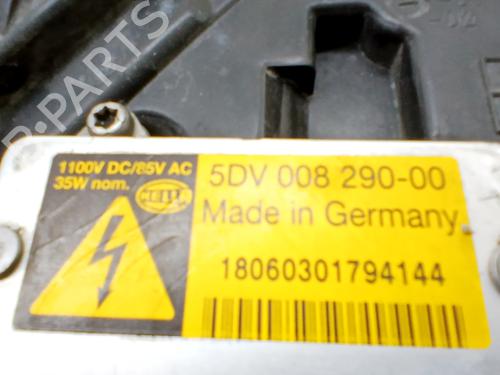 B-PARTS
1100V DC/85V AC
35W nom.
HELLA
5DV 008 290-00
Made in Germany
18060301794144